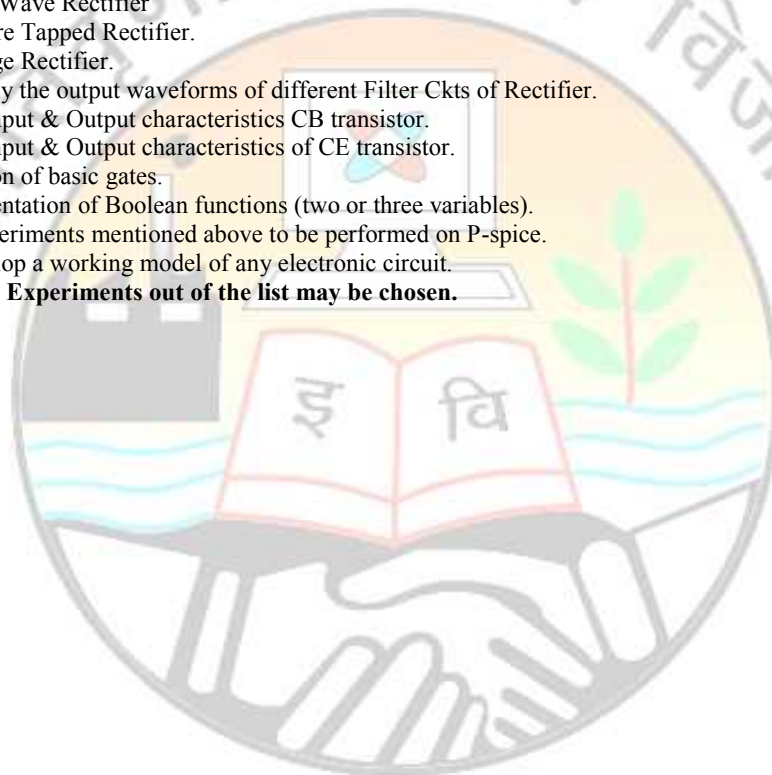 Wave Rectifier
re Tapped Rectifier.
ge Rectifier.
y the output waveforms of different Filter Ckts of Rectifier.
nput & Output characteristics CB transistor.
nput & Output characteristics of CE transistor.
on of basic gates.
entation of Boolean functions (two or three variables).
eriments mentioned above to be performed on P-spice.
lop a working model of any electronic circuit.
Experiments out of the list may be chosen.
इ वि